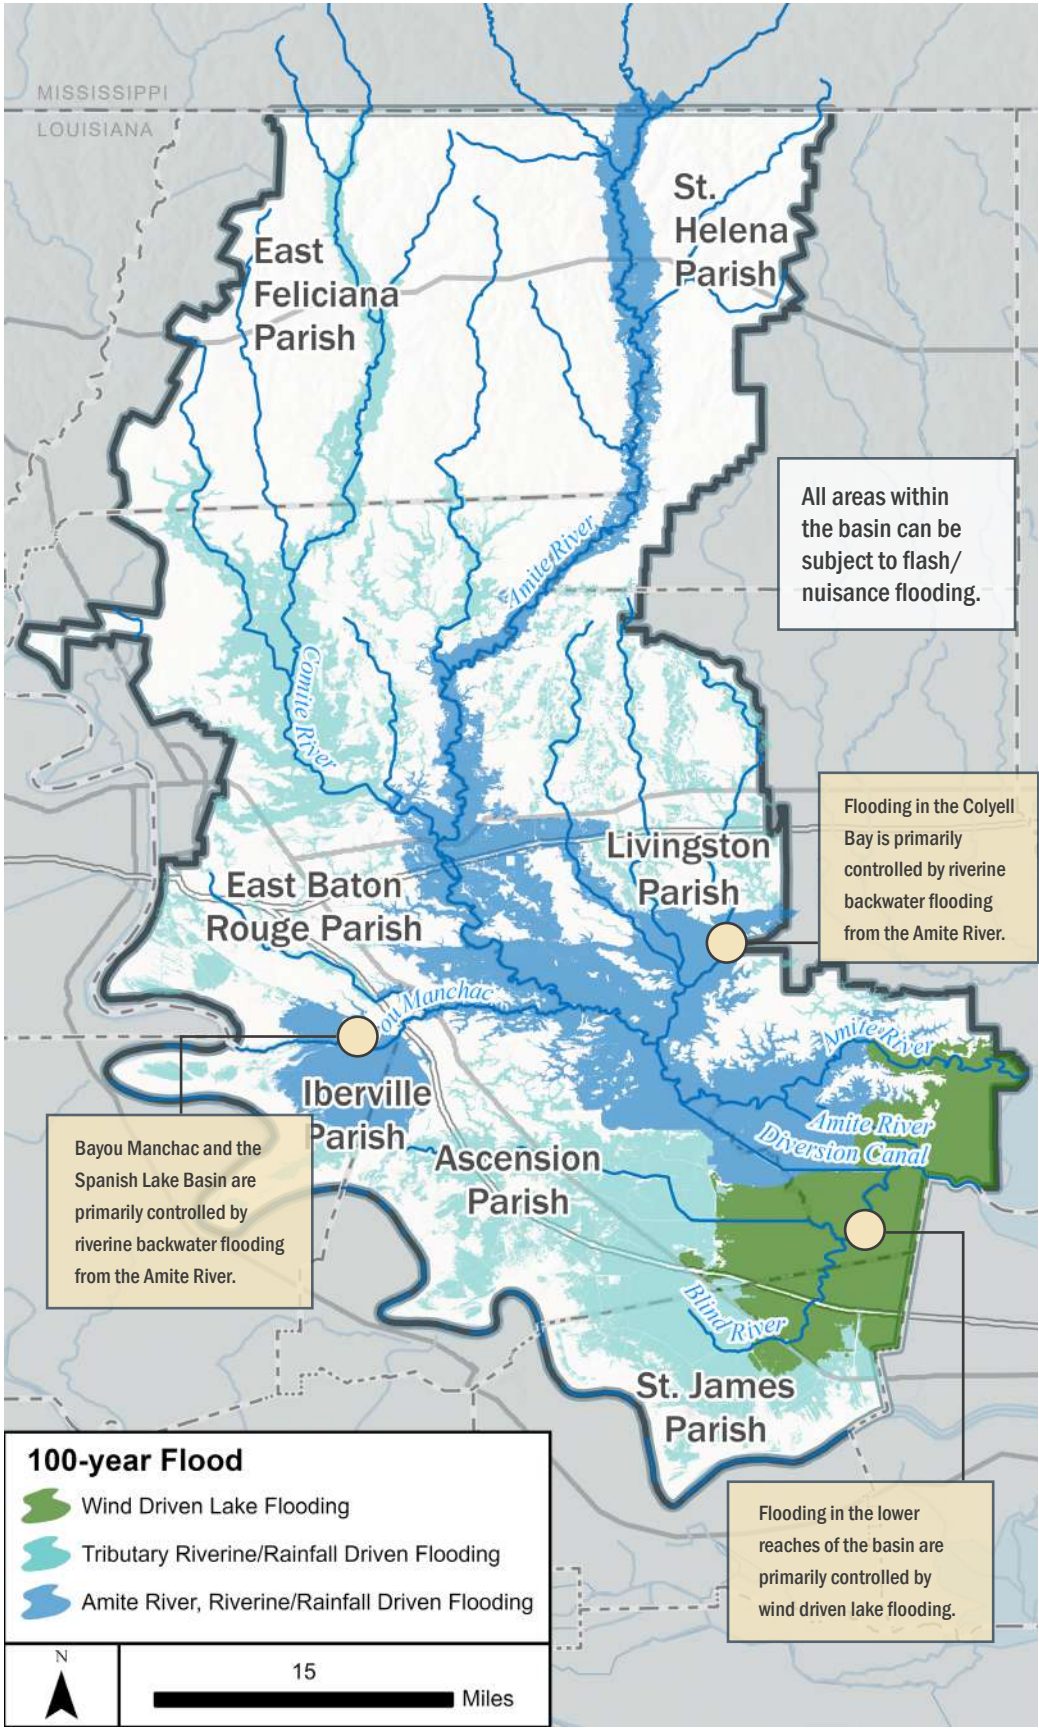 MISSISSIPPI
LOUISIANA
St.
Helena
Parish
East
Feliciana
Parish
All areas within
the basin can be
subject to flash/
nuisance flooding.
Amite River
Comite River
Flooding in the Colyell
Bay is primarily
controlled by riverine
backwater flooding
from the Amite River.
Livingston
Parish
East Baton
Rouge Parish
ou Manchac
Amite River
Iberville
Parish
Amite River
Diversion Canal
Bayou Manchac and the
Spanish Lake Basin are
primarily controlled by
riverine backwater flooding
from the Amite River.
Ascension
Parish
Blind River
St. James
Parish
100-year Flood
Wind Driven Lake Flooding
Tributary Riverine/Rainfall Driven Flooding
Amite River, Riverine/Rainfall Driven Flooding
Flooding in the lower
reaches of the basin are
primarily controlled by
wind driven lake flooding.
N
15
Miles